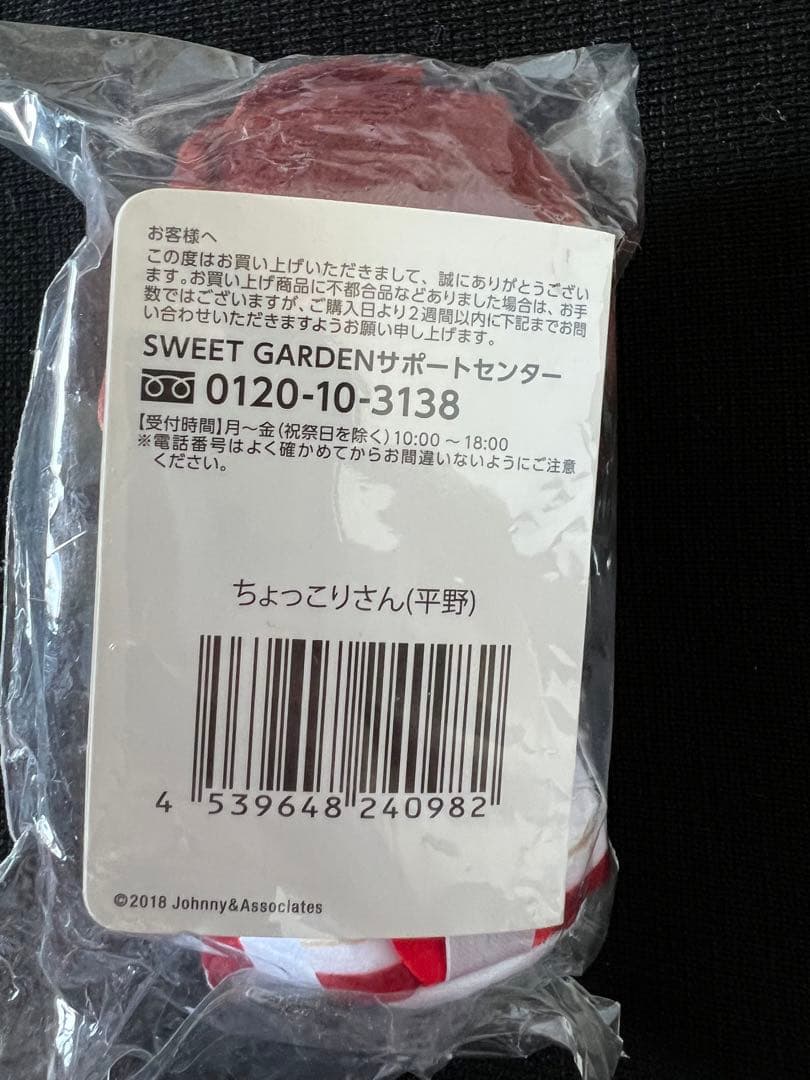 お客様へ
この度はお買い上げいただきまして、誠にありがとうござい
ます。お買い上げ商品に不都合品などありました場合は、お手
数ではございますが、ご購入日より2週間以内に下記までお問
い合わせいただきますようお願い申し上げます。
SWEET GARDENサポートセンター
0120-10-3138
【受付時間】月～金(祝祭日を除く)10:00～18:00
※電話番号はよく確かめてからお間違いないようにご注意
ください。
ちょっこりさん(平野)
4 539648 240982
©2018 Johnny&Associates